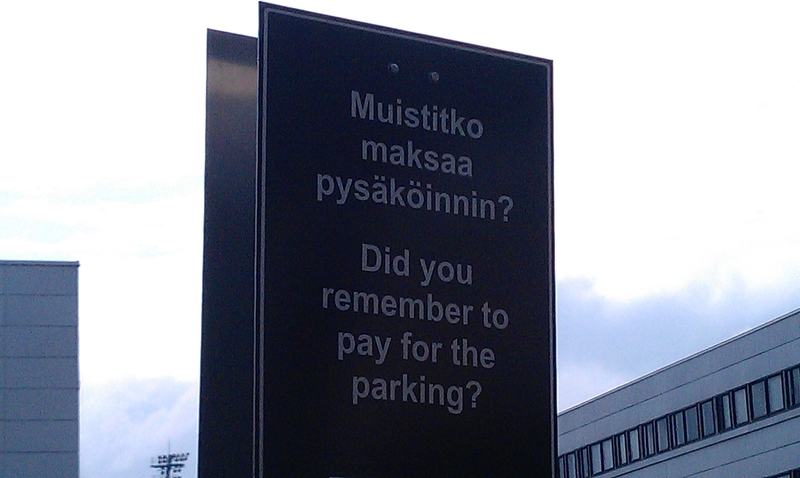 Muistitko
maksaa
pysäköinnin?
Did you
remember to
pay for the
parking?